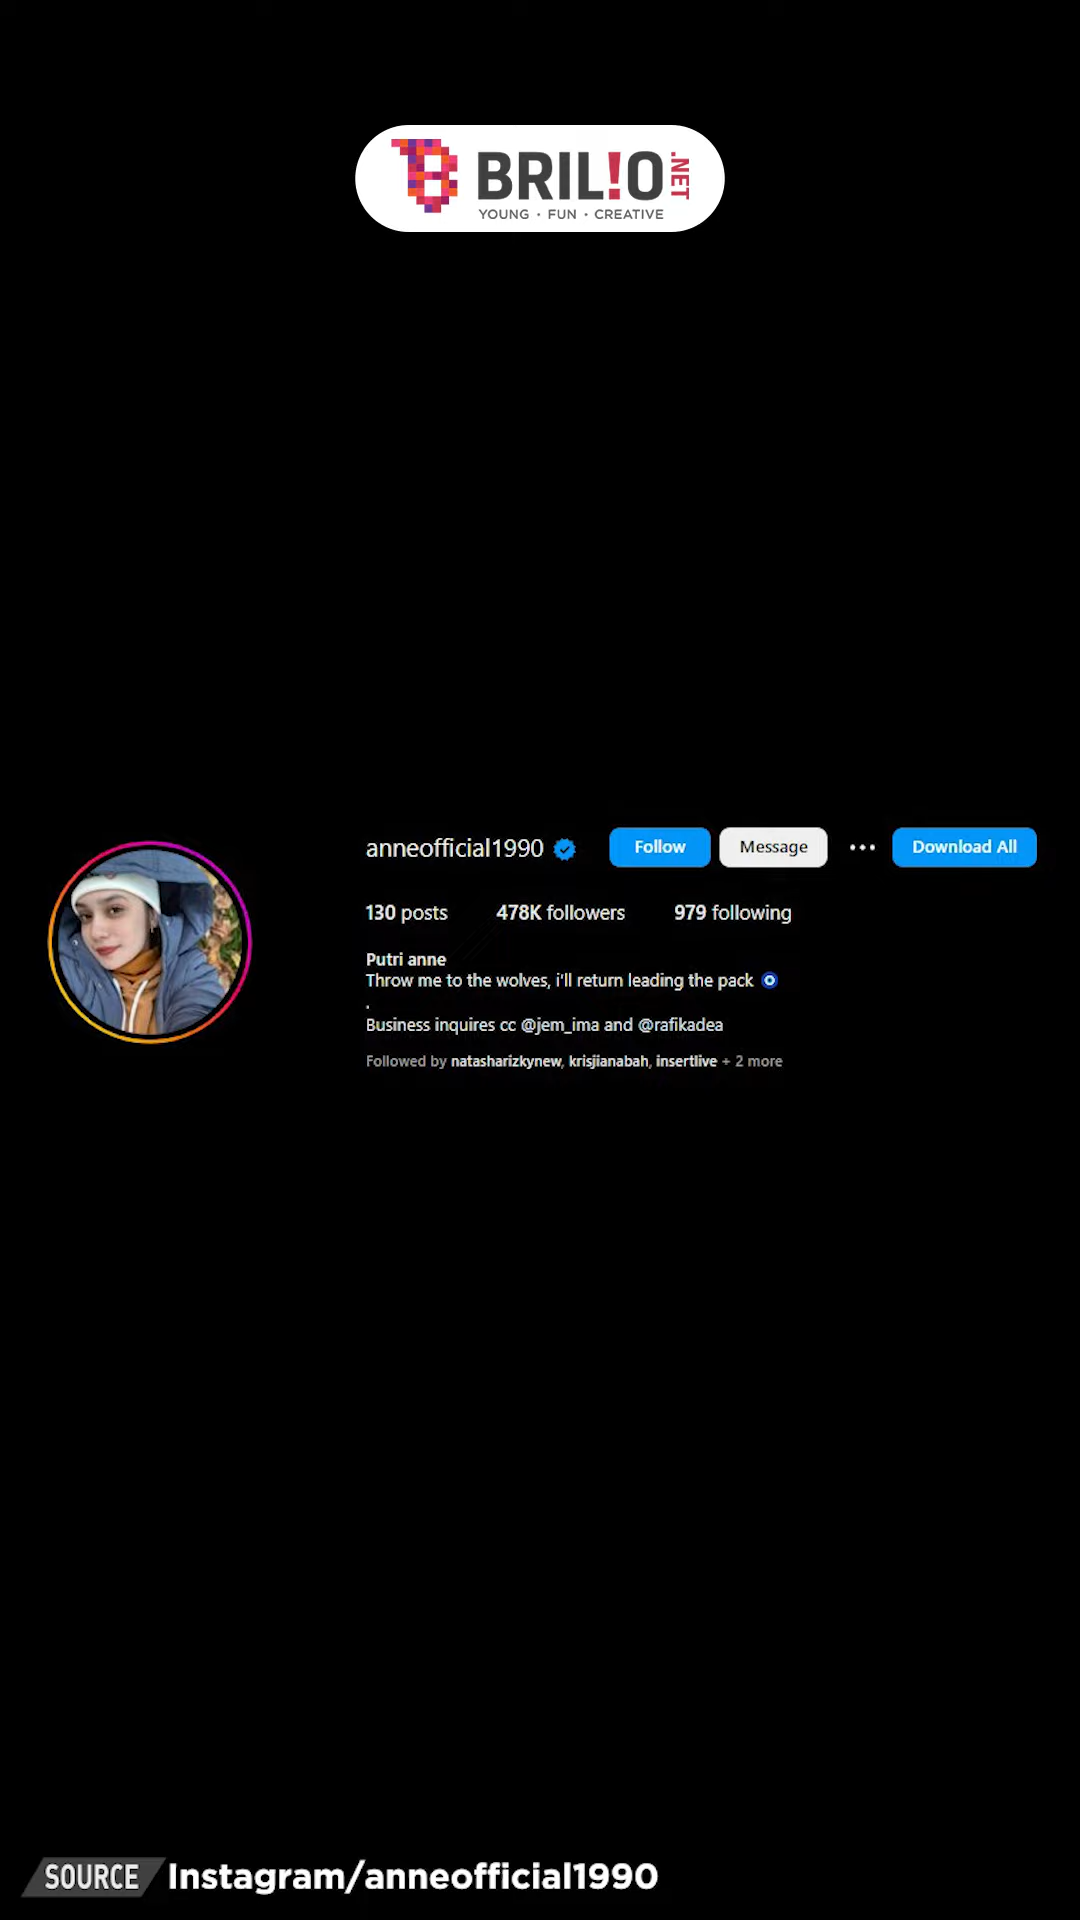 BRIL!O.NET
YOUNG · FUN · CREATIVE
anneofficial1990 Follow Message ••• Download All
130 posts 478K followers 979 following
Putri anne
Throw me to the wolves, i'll return leading the pack 🧿
.
Business inquires cc @jem_ima and @rafikadea
Followed by natasharizkynew, krisjianabah, insertlive + 2 more
SOURCE Instagram/anneofficial1990